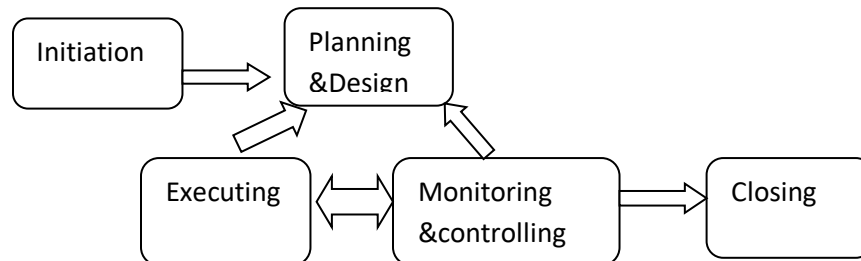 Initiation
Planning
&Design
Executing
Monitoring
&controlling
Closing